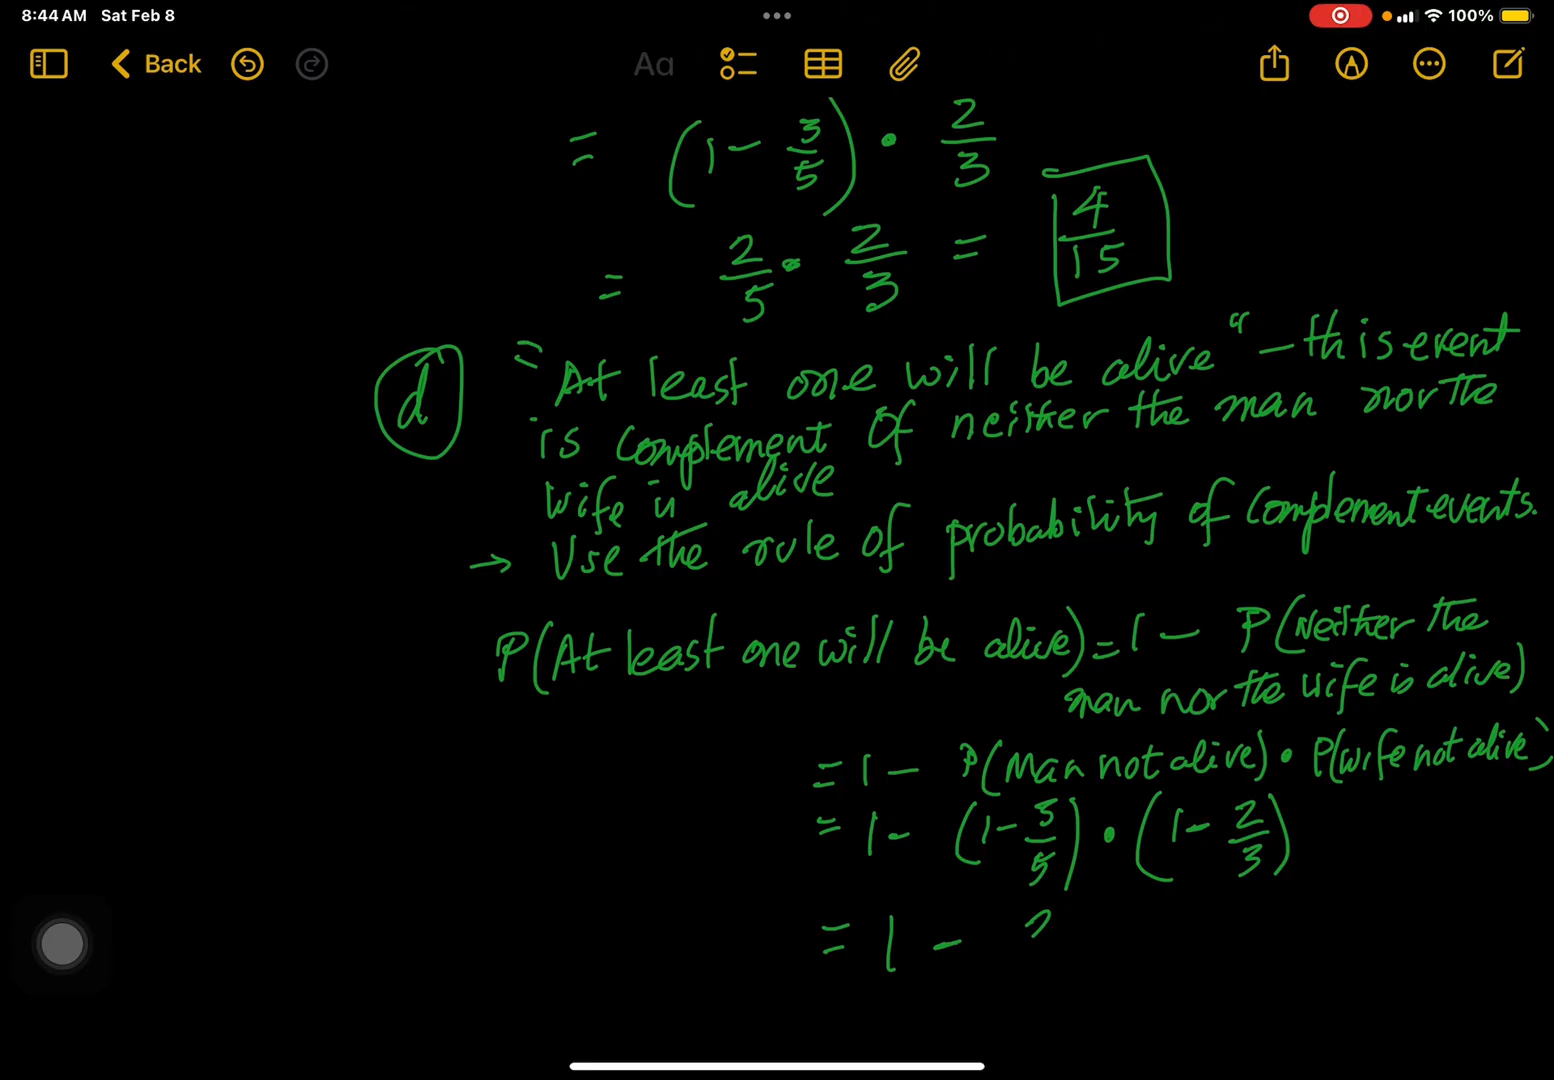 8:44 AM Sat Feb 8
100%
Back
Aa
= (1 - 3/5) • 2/3
= 2/5 • 2/3 = 4/15
d
"At least one will be alive" - this event
is complement of neither the man nor the
wife is alive
→ Use the rule of probability of complement events.
P(At least one will be alive) = 1 - P(Neither the
man nor the wife is alive)
= 1 - P(Man not alive) • P(wife not alive)
= 1 - (1 - 3/5) • (1 - 2/3)
= 1 -